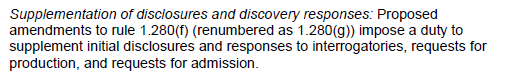 Supplementation of disclosures and discovery responses: Proposed
amendments to rule 1.280(f) (renumbered as 1.280(g)) impose a duty to
supplement initial disclosures and responses to interrogatories, requests for
production, and requests for admission.